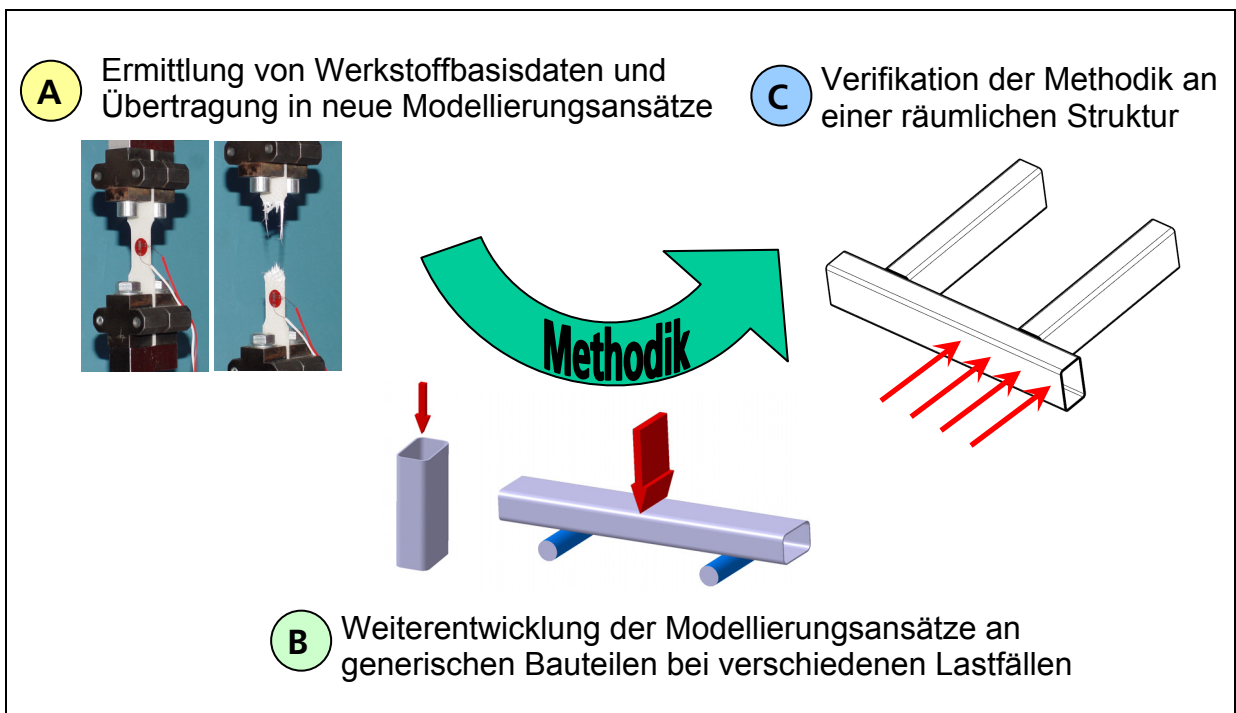 A
Ermittlung von Werkstoffbasisdaten und
Übertragung in neue Modellierungsansätze
C
Verifikation der Methodik an
einer räumlichen Struktur
Methodik
B
Weiterentwicklung der Modellierungsansätze an
generischen Bauteilen bei verschiedenen Lastfällen